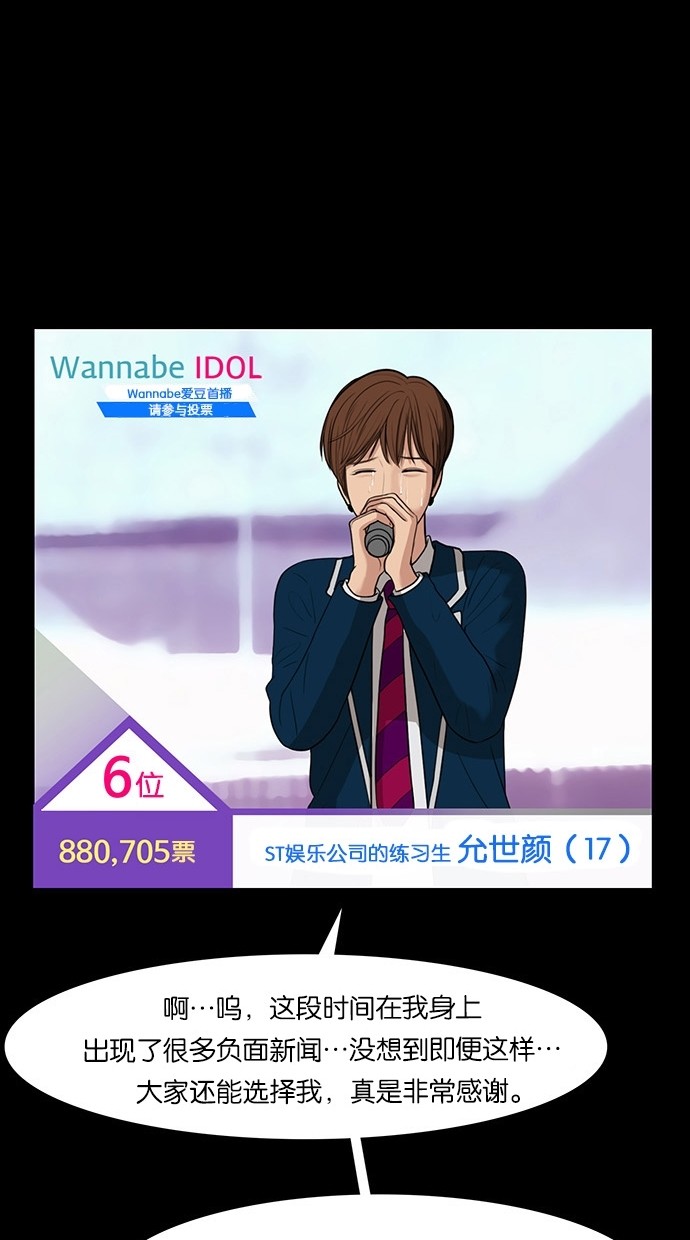 Wannabe IDOL
Wannabe爱豆首播
请参与投票
6位
880,705票
ST娱乐公司的练习生 允世颜（17）
啊…呜，这段时间在我身上
出现了很多负面新闻…没想到即便这样…
大家还能选择我，真是非常感谢。